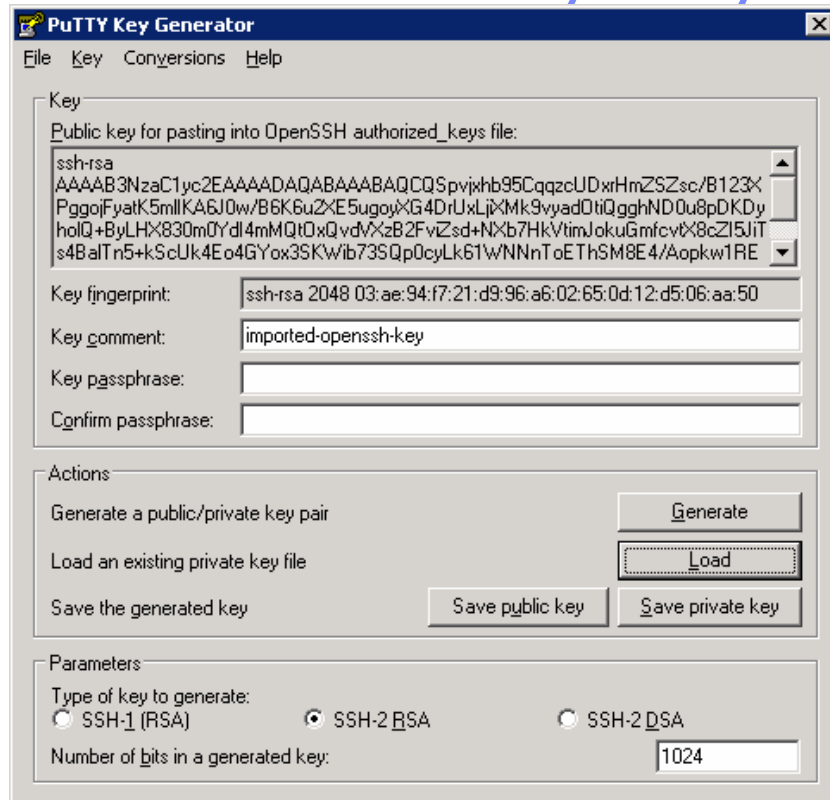 PuTTY Key Generator
File Key Conversions Help
Key
Public key for pasting into OpenSSH authorized_keys file:
ssh-rsa
AAAAB3NzaC1yc2EAAAADAQABAAABAQCQSpvjxhb95CqqzcUDxrHmZSZsc/B123X
PggojFyatK5mlIKA6J0w/B6K6u2XE5ugoyXG4DrUxLjXMk9vyadOtiQgghND0u8pDKDy
holQ+ByLHX830m0YdI4mMQtOxQvdVXzB2FviZsd+NXb7HkVtimJokuGmfcvtX8cZI5JiT
s4BalTn5+kScUk4Eo4GYox3SKWib73SQp0cyLk61WNNnToEThSM8E4/Aopkw1RE
Key fingerprint: ssh-rsa 2048 03:ae:94:f7:21:d9:96:a6:02:65:0d:12:d5:06:aa:50
Key comment: imported-openssh-key
Key passphrase:
Confirm passphrase:
Actions
Generate a public/private key pair Generate
Load an existing private key file Load
Save the generated key Save public key Save private key
Parameters
Type of key to generate:
SSH-1 (RSA) SSH-2 RSA SSH-2 DSA
Number of bits in a generated key: 1024